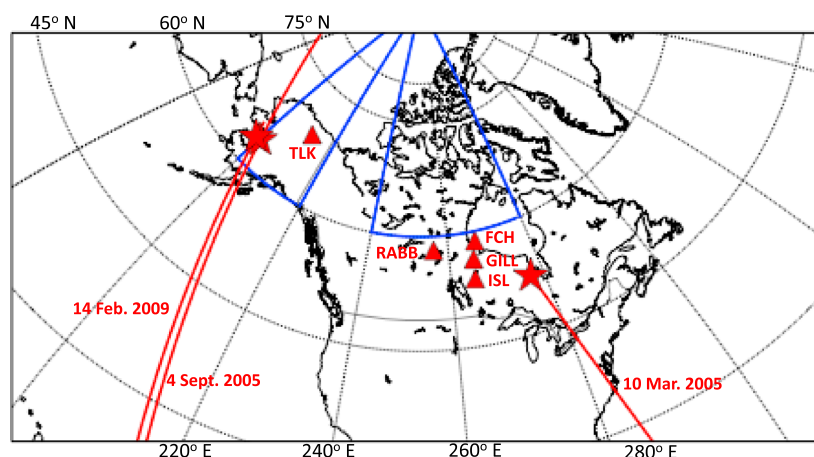 45° N
60° N
75° N
TLK
RABB
FCH
GILL
ISL
14 Feb. 2009
4 Sept. 2005
10 Mar. 2005
220° E
240° E
260° E
280° E